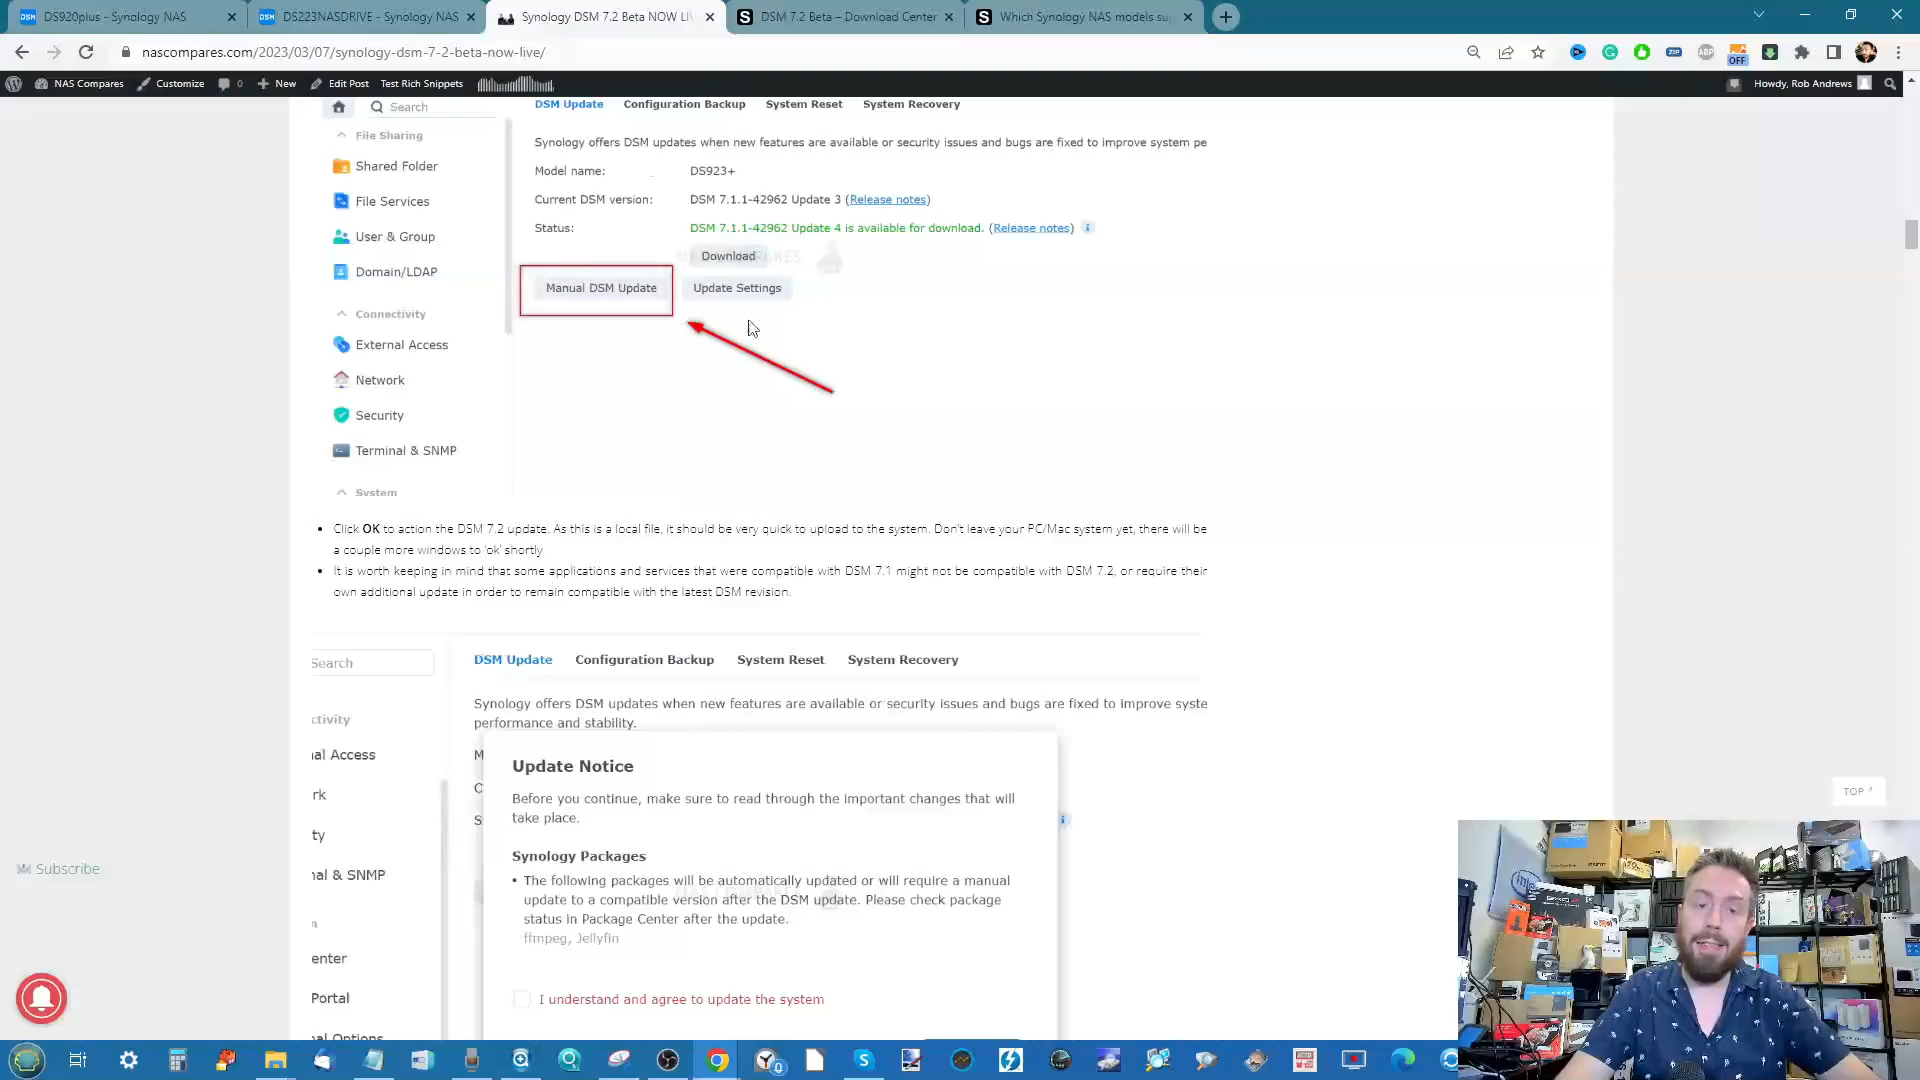 DS920plus - Synology NAS
DS223NASDRIVE - Synology NAS
Synology DSM 7.2 Beta NOW LIV
DSM 7.2 Beta – Download Center
Which Synology NAS models su
nascompares.com/2023/03/07/synology-dsm-7-2-beta-now-live/
ZIP
ABP
OFF
NAS Compares
Customize
0
New
Edit Post
Test Rich Snippets
Howdy, Rob Andrews
Search
DSM Update
Configuration Backup
System Reset
System Recovery
File Sharing
Shared Folder
File Services
User & Group
Domain/LDAP
Connectivity
External Access
Network
Security
Terminal & SNMP
System
Synology offers DSM updates when new features are available or security issues and bugs are fixed to improve system pe
Model name:
DS923+
Current DSM version:
DSM 7.1.1-42962 Update 3 (Release notes)
Status:
DSM 7.1.1-42962 Update 4 is available for download. (Release notes)
Download
Manual DSM Update
Update Settings
Click OK to action the DSM 7.2 update. As this is a local file, it should be very quick to upload to the system. Don't leave your PC/Mac system yet, there will be
a couple more windows to 'ok' shortly
It is worth keeping in mind that some applications and services that were compatible with DSM 7.1 might not be compatible with DSM 7.2, or require their
own additional update in order to remain compatible with the latest DSM revision.
Search
DSM Update
Configuration Backup
System Reset
System Recovery
ctivity
nal Access
rk
ty
nal & SNMP
enter
Portal
nal Options
Synology offers DSM updates when new features are available or security issues and bugs are fixed to improve syste
performance and stability.
M
C
S
Update Notice
Before you continue, make sure to read through the important changes that will
take place.
Synology Packages
• The following packages will be automatically updated or will require a manual
update to a compatible version after the DSM update. Please check package
status in Package Center after the update.
ffmpeg, Jellyfin
I understand and agree to update the system
TOP ^
Subscribe
intel